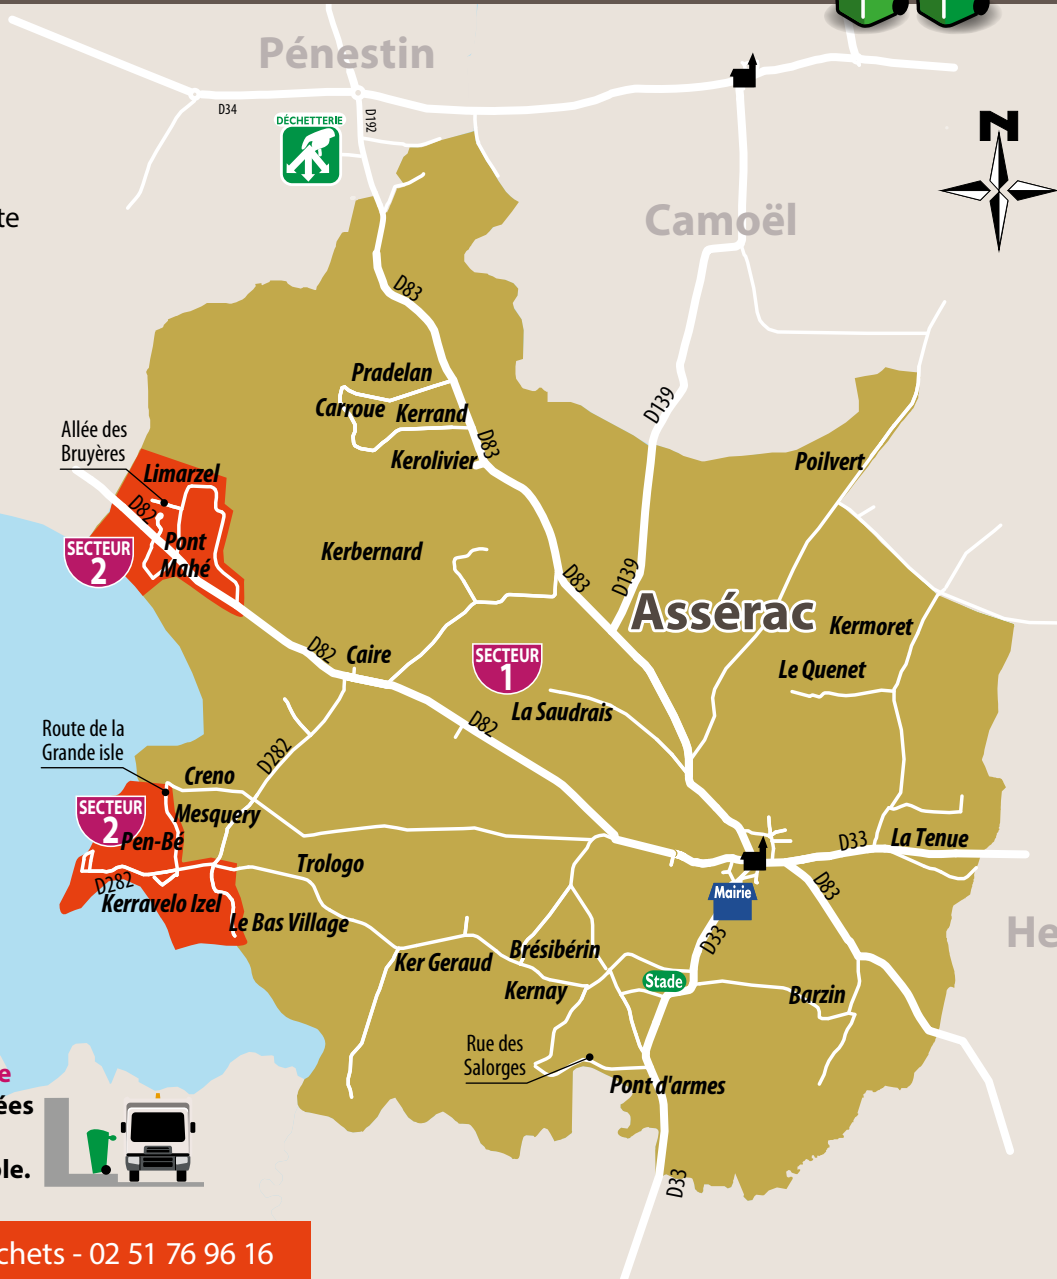 Pénestin
D34
D192
DÉCHETTERIE
N
te
Camoël
D83
Pradelan
Carroue Kerrand
D139
Allée des
Bruyères
D83
Kerolivier
Poilvert
Limarzel
D82
Pont
Mahé
SECTEUR
2
Kerbernard
D83
D139
Assérac
Kermoret
D82
Caire
SECTEUR
1
Le Quenet
La Saudrais
D82
Route de la
Grande isle
D282
Creno
SECTEUR
2
Mesquery
Pen-Bé
D33
La Tenue
Trologo
D282
Kerravelo Izel
Mairie
D83
Le Bas Village
D33
He
Brésibérin
Ker Geraud
Stade
Kernay
Barzin
Rue des
Salorges
e
Pont d'armes
ées
le.
D33
chets - 02 51 76 96 16